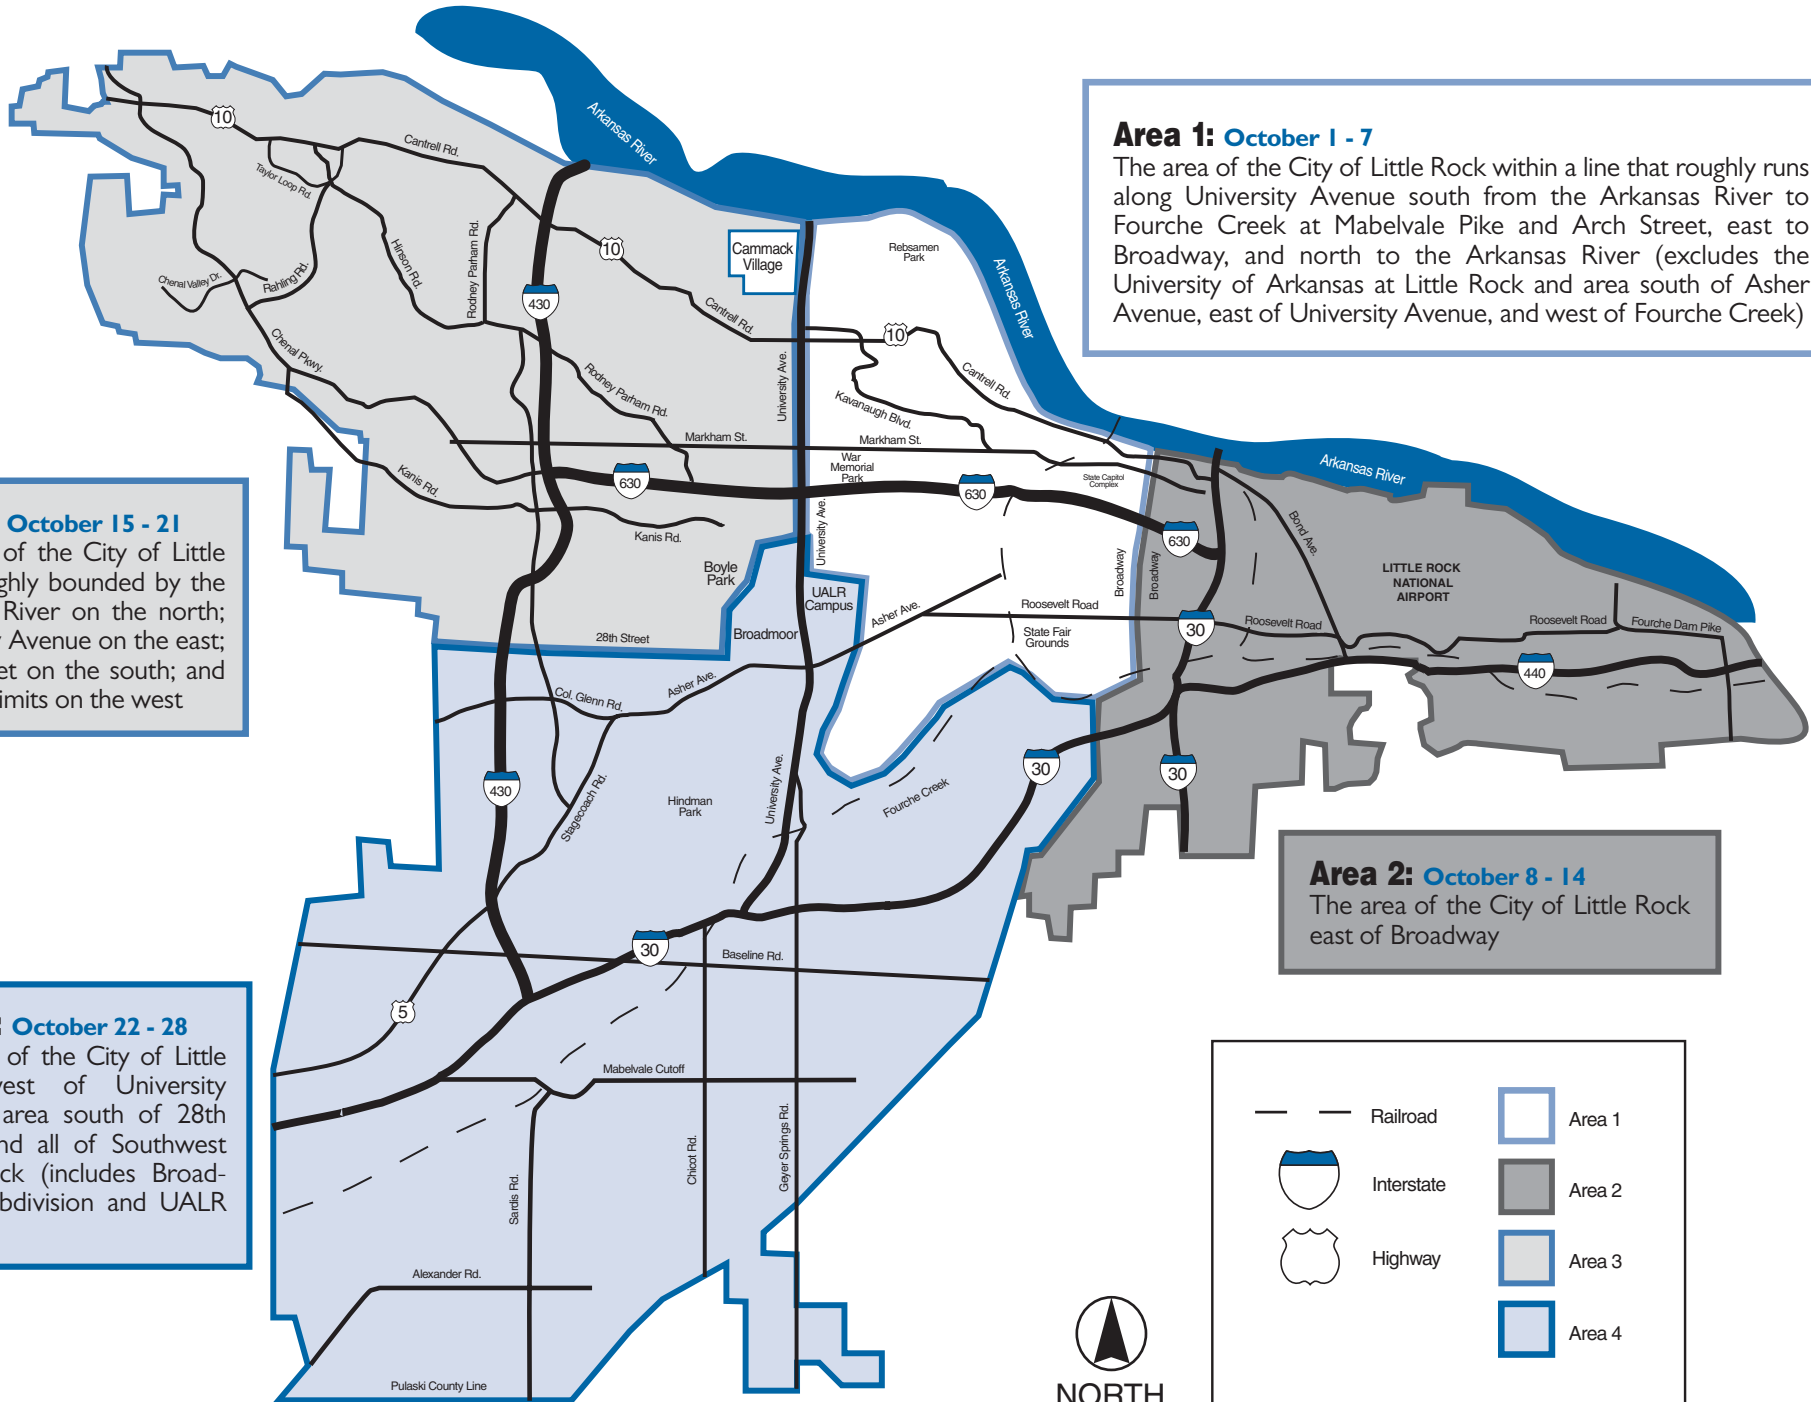 Area 1: October 1 - 7
The area of the City of Little Rock within a line that roughly runs
along University Avenue south from the Arkansas River to
Fourche Creek at Mabelvale Pike and Arch Street, east to
Broadway, and north to the Arkansas River (excludes the
University of Arkansas at Little Rock and area south of Asher
Avenue, east of University Avenue, and west of Fourche Creek)
October 15 - 21
of the City of Little
ghly bounded by the
River on the north;
Avenue on the east;
et on the south; and
imits on the west
October 22 - 28
of the City of Little
vest of University
area south of 28th
nd all of Southwest
ck (includes Broad-
bdivision and UALR
Area 2: October 8 - 14
The area of the City of Little Rock
east of Broadway
Arkansas River
Arkansas River
Arkansas River
10
Cantrell Rd.
Taylor Loop Rd.
Hinson Rd.
Rodney Parham Rd.
Chenal Valley Dr.
Rahling Rd.
Chenal Pkwy.
430
10
Cantrell Rd.
Cammack
Village
Rebsamen
Park
10
Cantrell Rd.
University Ave.
Kavanaugh Blvd.
Rodney Parham Rd.
Markham St.
Markham St.
War
Memorial
Park
State Capitol
Complex
Kanis Rd.
630
630
630
University Ave.
Kanis Rd.
Boyle
Park
UALR
Campus
Broadmoor
28th Street
Broadway
Broadway
Bond Ave.
LITTLE ROCK
NATIONAL
AIRPORT
Asher Ave.
Roosevelt Road
State Fair
Grounds
30
Roosevelt Road
Roosevelt Road
Fourche Dam Pike
440
Col. Glenn Rd.
Asher Ave.
430
Stagecoach Rd.
Hindman
Park
University Ave.
Fourche Creek
30
30
30
Baseline Rd.
5
Mabelvale Cutoff
Sardis Rd.
Chicot Rd.
Geyer Springs Rd.
Alexander Rd.
Pulaski County Line
NORTH
Railroad
Interstate
Highway
Area 1
Area 2
Area 3
Area 4